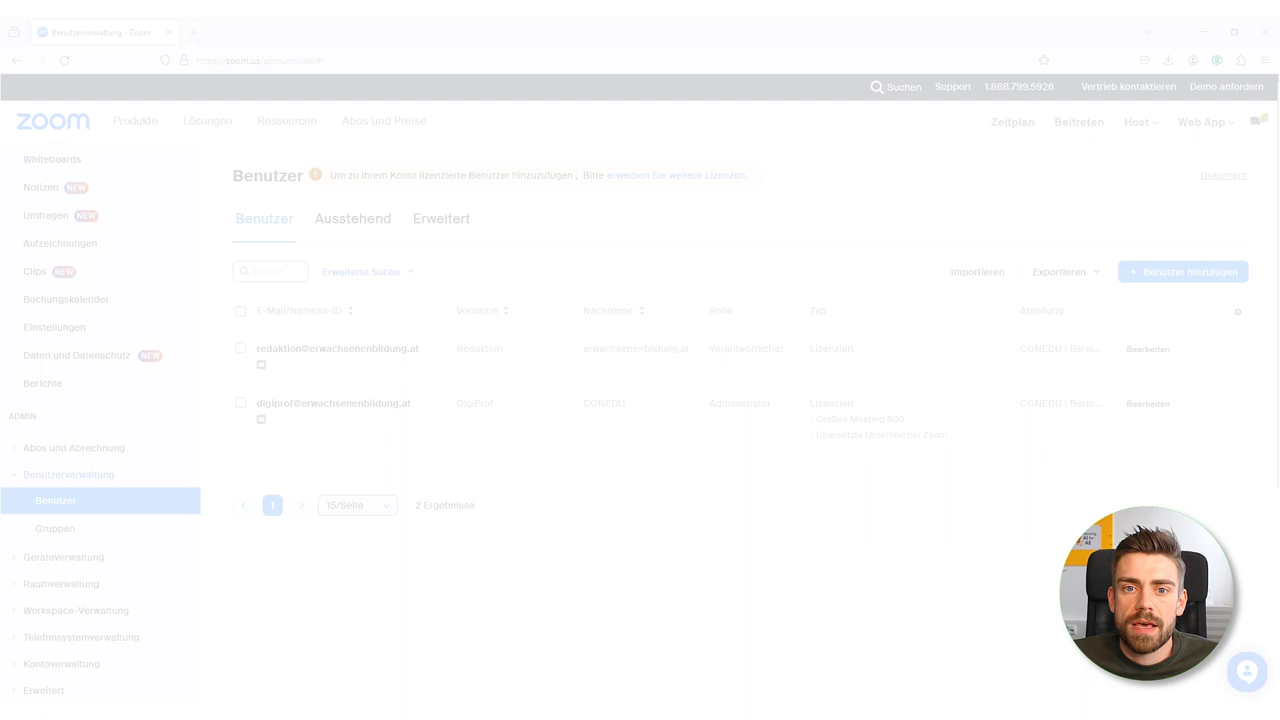 Benutzerverwaltung - Zoom
https://zoom.us/account/user#/
Suchen Support 1.888.799.5926 Vertrieb kontaktieren Demo anfordern
zoom Produkte Lösungen Ressourcen Abos und Preise Zeitplan Beitreten Host Web App
Whiteboards
Notizen NEW
Umfragen NEW
Aufzeichnungen
Clips NEW
Buchungskalender
Einstellungen
Daten und Datenschutz NEW
Berichte
ADMIN
Abos und Abrechnung
Benutzerverwaltung
Benutzer
Gruppen
Geräteverwaltung
Raumverwaltung
Workspace-Verwaltung
Telefonsystemverwaltung
Kontoverwaltung
Erweitert
Benutzer ! Um zu Ihrem Konto lizenzierte Benutzer hinzuzufügen , Bitte erwerben Sie weitere Lizenzen. Dokument
Benutzer Ausstehend Erweitert
Suche Erweiterte Suche Importieren Exportieren + Benutzer hinzufügen
E-Mail/Namens-ID Vorname Nachname Rolle Typ Abteilung
redaktion@erwachsenenbildung.at Redaktion erwachsenenbildung.at Verantwortlicher Lizenziert CONEDU | Berei... Bearbeiten
digiprof@erwachsenenbildung.at DigiProf CONEDU Administrator Lizenziert CONEDU | Berei... Bearbeiten
- Großes Meeting 500
- Übersetzte Untertitel bei Zoom
1 15/Seite 2 Ergebnisse